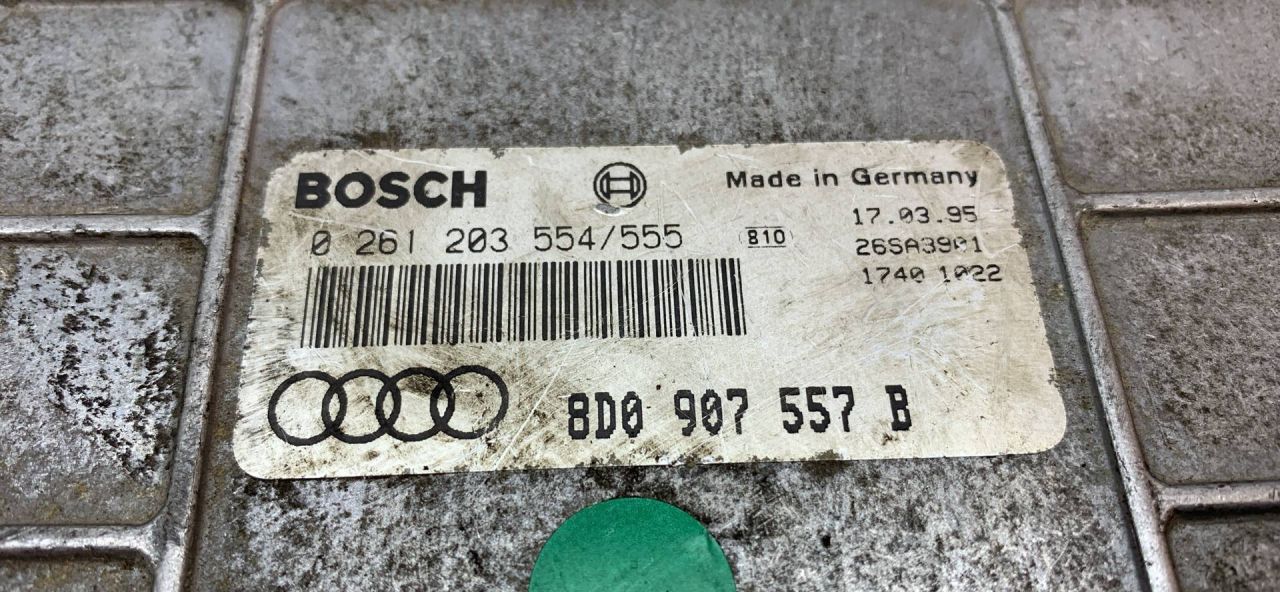 BOSCH
Made in Germany
0 261 203 554/555
810
17.03.95
26SA3901
1740 1022
8D0 907 557 B